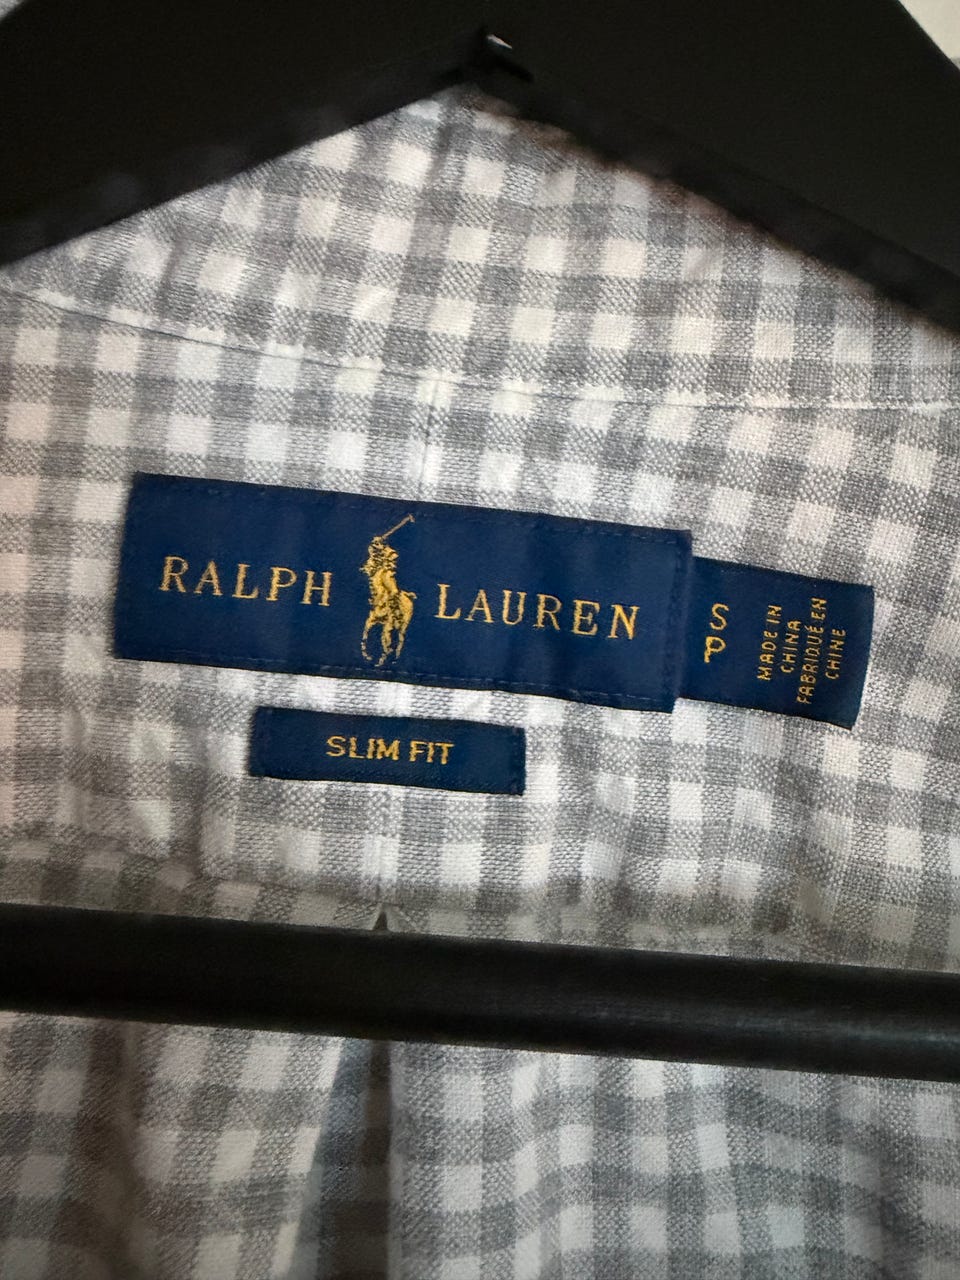 RALPH LAUREN
S
P
MADE IN
CHINA
FABRIQUÉ EN
CHINE
SLIM FIT